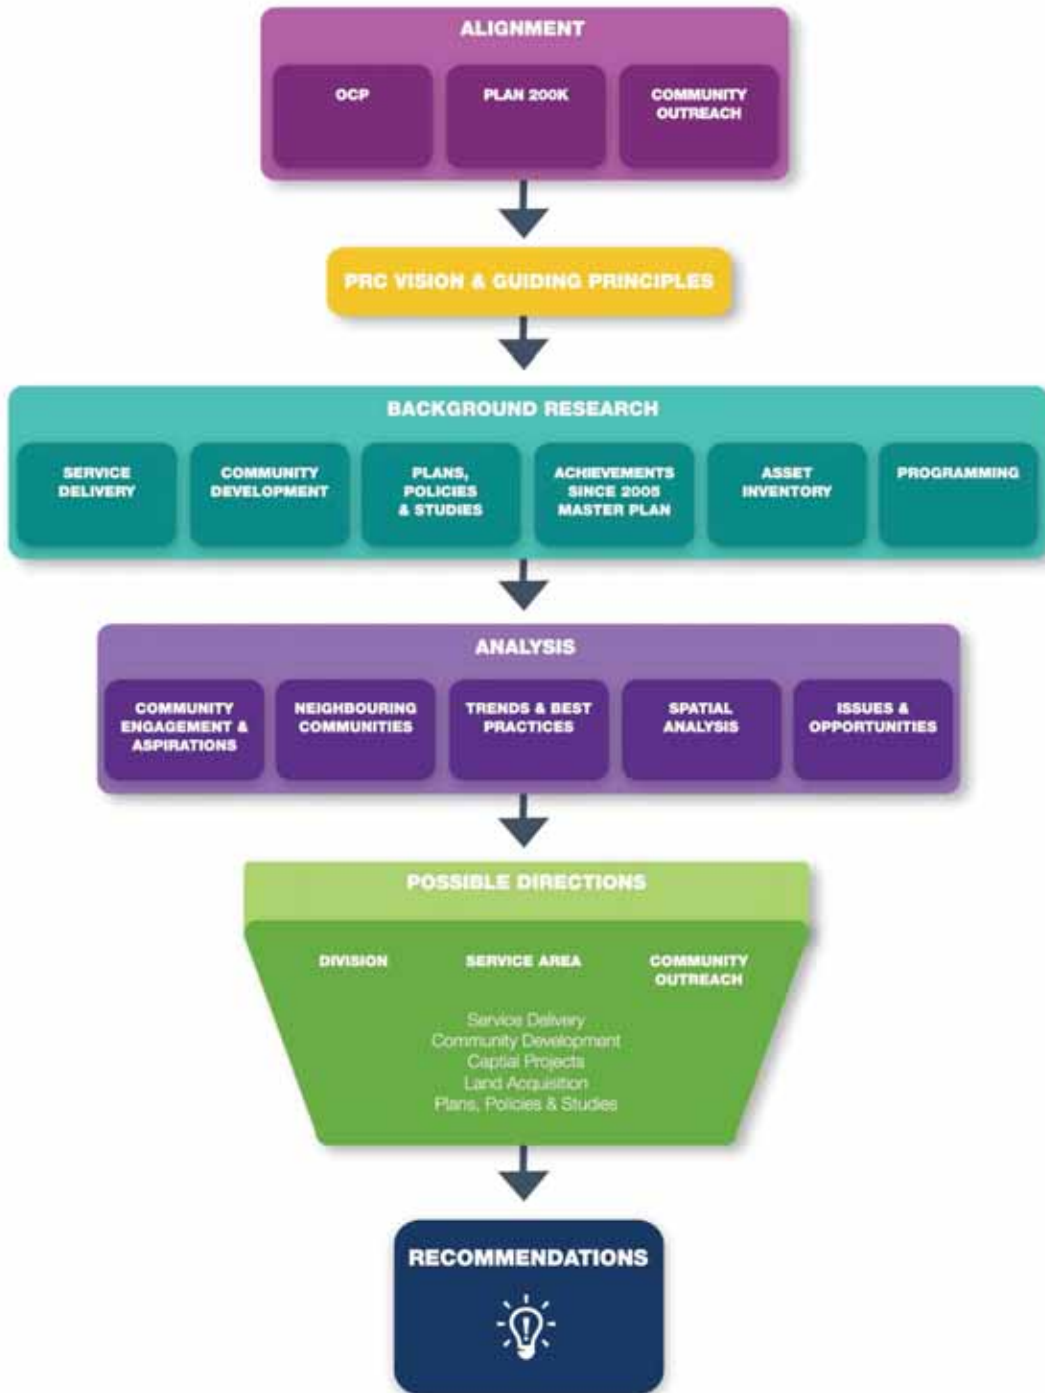 ALIGNMENT
OCP
PLAN 200K
COMMUNITY
OUTREACH
PRC VISION & GUIDING PRINCIPLES
BACKGROUND RESEARCH
SERVICE
DELIVERY
COMMUNITY
DEVELOPMENT
PLANS,
POLICIES
& STUDIES
ACHIEVEMENTS
SINCE 2005
MASTER PLAN
ASSET
INVENTORY
PROGRAMMING
ANALYSIS
COMMUNITY
ENGAGEMENT &
ASPIRATIONS
NEIGHBOURING
COMMUNITIES
TRENDS & BEST
PRACTICES
SPATIAL
ANALYSIS
ISSUES &
OPPORTUNITIES
POSSIBLE DIRECTIONS
DIVISION
SERVICE AREA
COMMUNITY
OUTREACH
Service Delivery
Community Development
Captial Projects
Land Acquisition
Plans, Policies & Studies
RECOMMENDATIONS